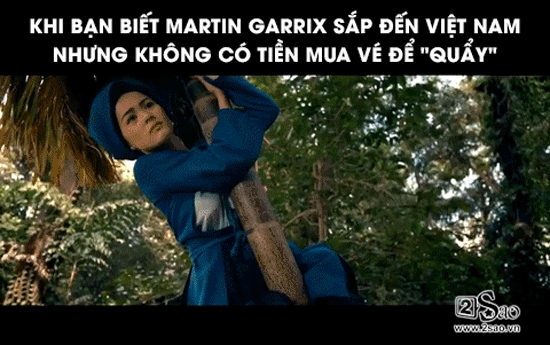 KHI BẠN BIẾT MARTIN GARRIX SẮP ĐẾN VIỆT NAM
NHƯNG KHÔNG CÓ TIỀN MUA VÉ ĐỂ "QUẨY"
2Sao
www.2sao.vn